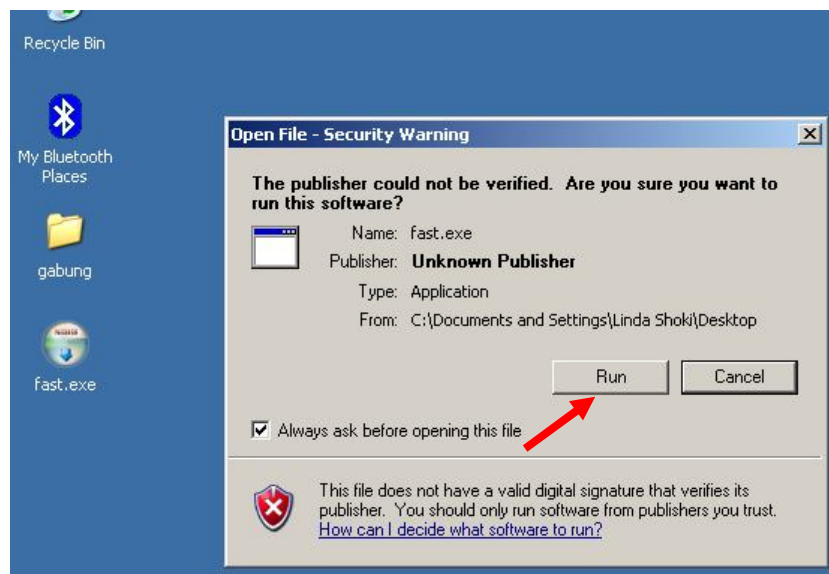 Recycle Bin
My Bluetooth
Places
gabung
fast.exe
Open File - Security Warning
The publisher could not be verified.  Are you sure you want to
run this software?
Name: fast.exe
Publisher: Unknown Publisher
Type: Application
From: C:\Documents and Settings\Linda Shoki\Desktop
Run Cancel
Always ask before opening this file
This file does not have a valid digital signature that verifies its
publisher.  You should only run software from publishers you trust.
How can I decide what software to run?